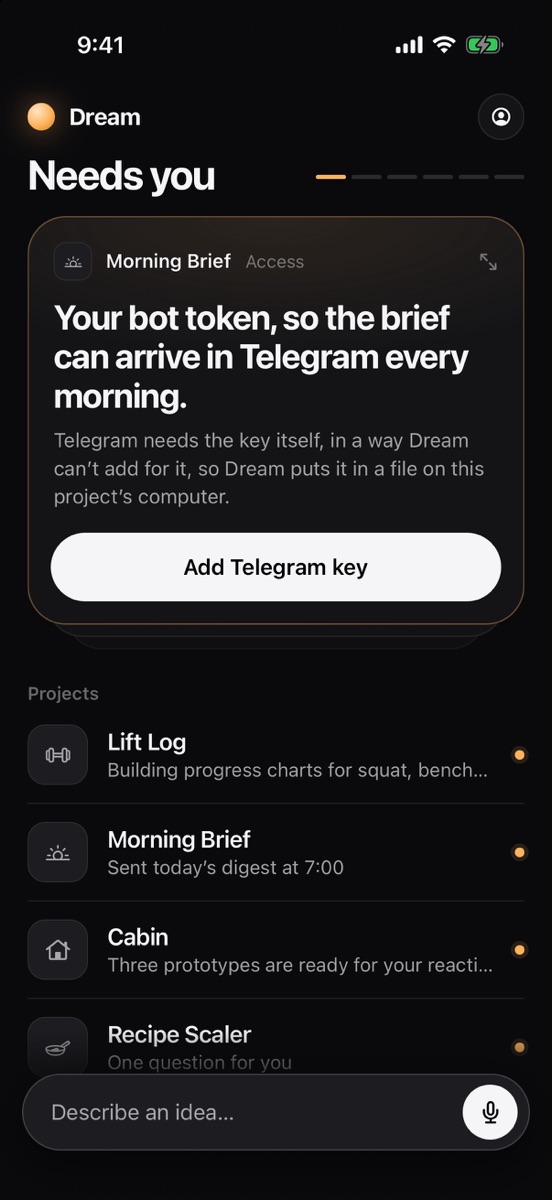 9:41
Dream
Needs you
Morning Brief Access
Your bot token, so the brief
can arrive in Telegram every
morning.
Telegram needs the key itself, in a way Dream
can’t add for it, so Dream puts it in a file on this
project’s computer.
Add Telegram key
Projects
Lift Log
Building progress charts for squat, bench...
Morning Brief
Sent today’s digest at 7:00
Cabin
Three prototypes are ready for your reacti...
Recipe Scaler
One question for you
Describe an idea...